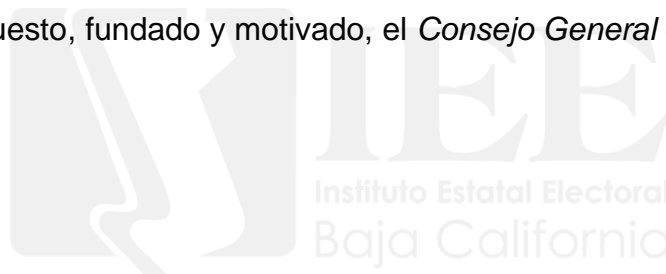 uesto, fundado y motivado, el Consejo General
IEE
Instituto Estatal Electoral
Baja California